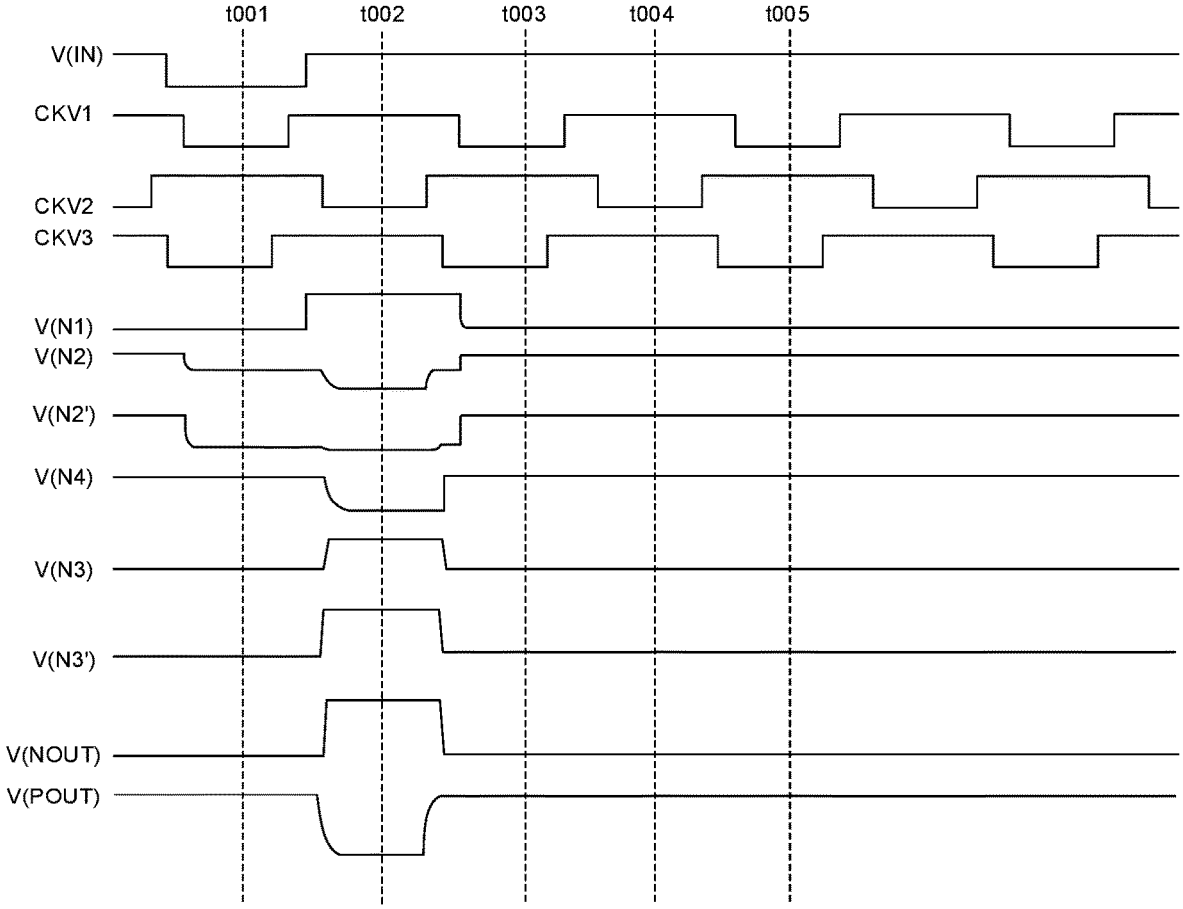 t001 t002 t003 t004 t005
V(IN)
CKV1
CKV2
CKV3
V(N1)
V(N2)
V(N2')
V(N4)
V(N3)
V(N3')
V(NOUT)
V(POUT)